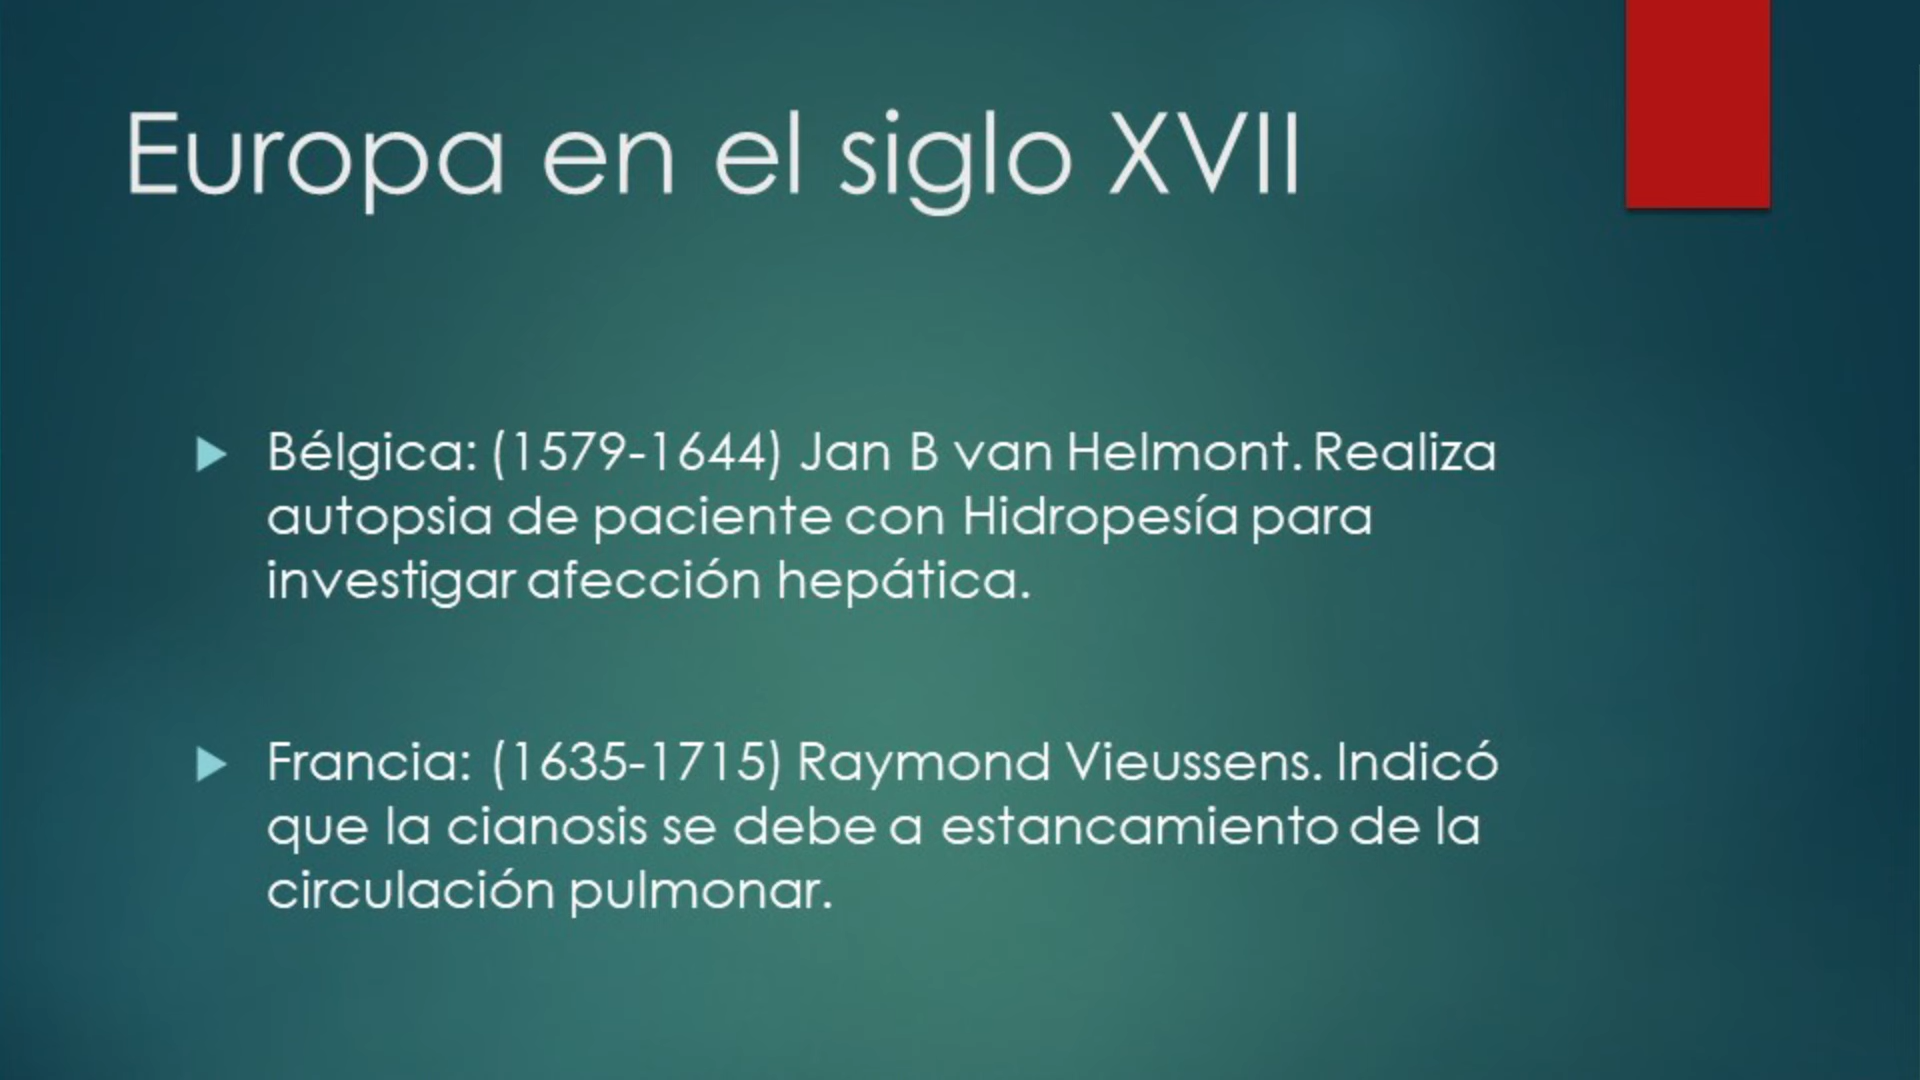 Europa en el siglo XVII
Bélgica: (1579-1644) Jan B van Helmont. Realiza
autopsia de paciente con Hidropesía para
investigar afección hepática.
Francia: (1635-1715) Raymond Vieussens. Indicó
que la cianosis se debe a estancamiento de la
circulación pulmonar.